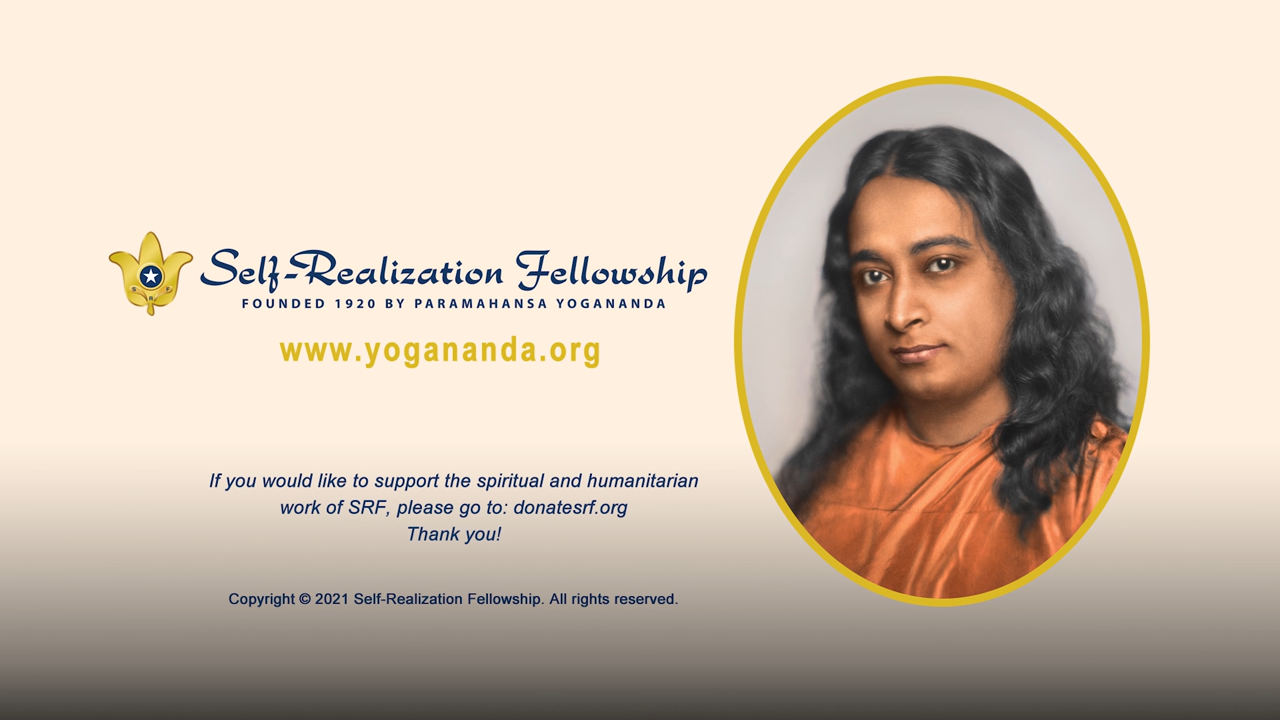 Self-Realization Fellowship
FOUNDED 1920 BY PARAMAHANSA YOGANANDA
www.yogananda.org
If you would like to support the spiritual and humanitarian
work of SRF, please go to: donatesrf.org
Thank you!
Copyright © 2021 Self-Realization Fellowship. All rights reserved.